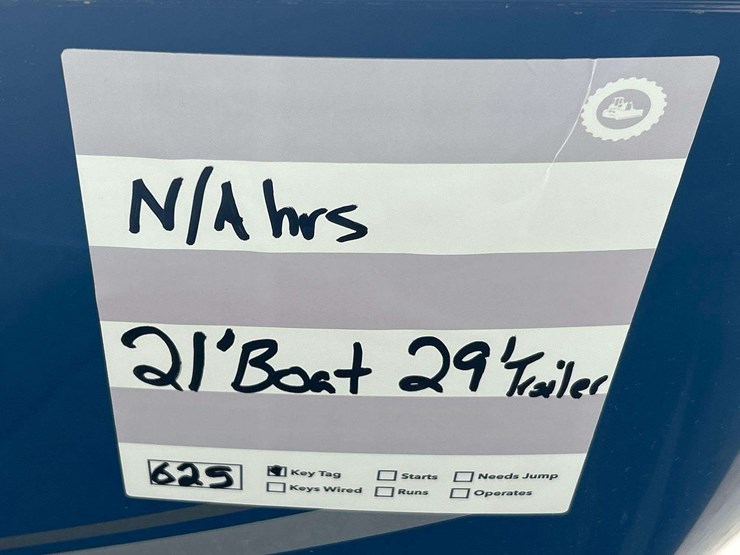 N/A hrs
21' Boat 29' Trailer
625 Key Tag Starts Needs Jump
Keys Wired Runs Operates